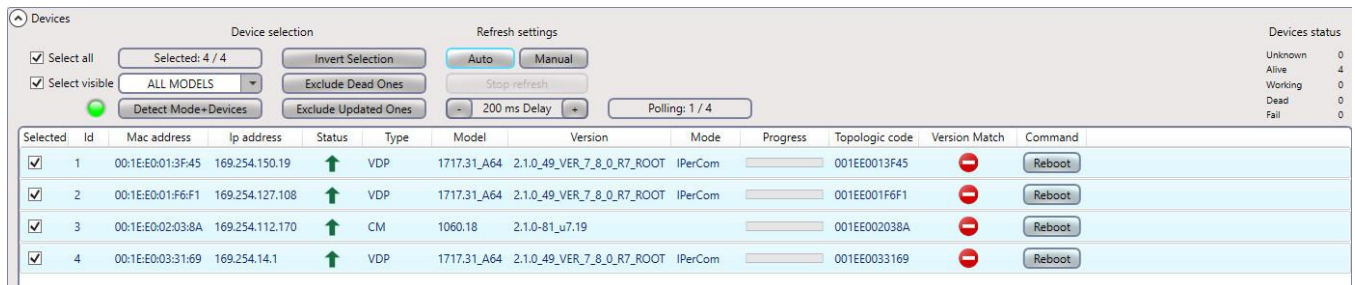 Devices
Device selection Refresh settings Devices status
Select all Selected: 4 / 4 Invert Selection Auto Manual Unknown 0
Select visible ALL MODELS Exclude Dead Ones Stop refresh Alive 4
Working 0
Detect Mode+Devices Exclude Updated Ones - 200 ms Delay + Polling: 1 / 4 Dead 0
Fail 0
Selected Id Mac address Ip address Status Type Model Version Mode Progress Topologic code Version Match Command
1 00:1E:E0:01:3F:45 169.254.150.19 VDP 1717.31_A64 2.1.0_49_VER_7_8_0_R7_ROOT IPerCom 001EE0013F45 Reboot
2 00:1E:E0:01:F6:F1 169.254.127.108 VDP 1717.31_A64 2.1.0_49_VER_7_8_0_R7_ROOT IPerCom 001EE001F6F1 Reboot
3 00:1E:E0:02:03:8A 169.254.112.170 CM 1060.18 2.1.0-81_u7.19 001EE002038A Reboot
4 00:1E:E0:03:31:69 169.254.14.1 VDP 1717.31_A64 2.1.0_49_VER_7_8_0_R7_ROOT IPerCom 001EE0033169 Reboot